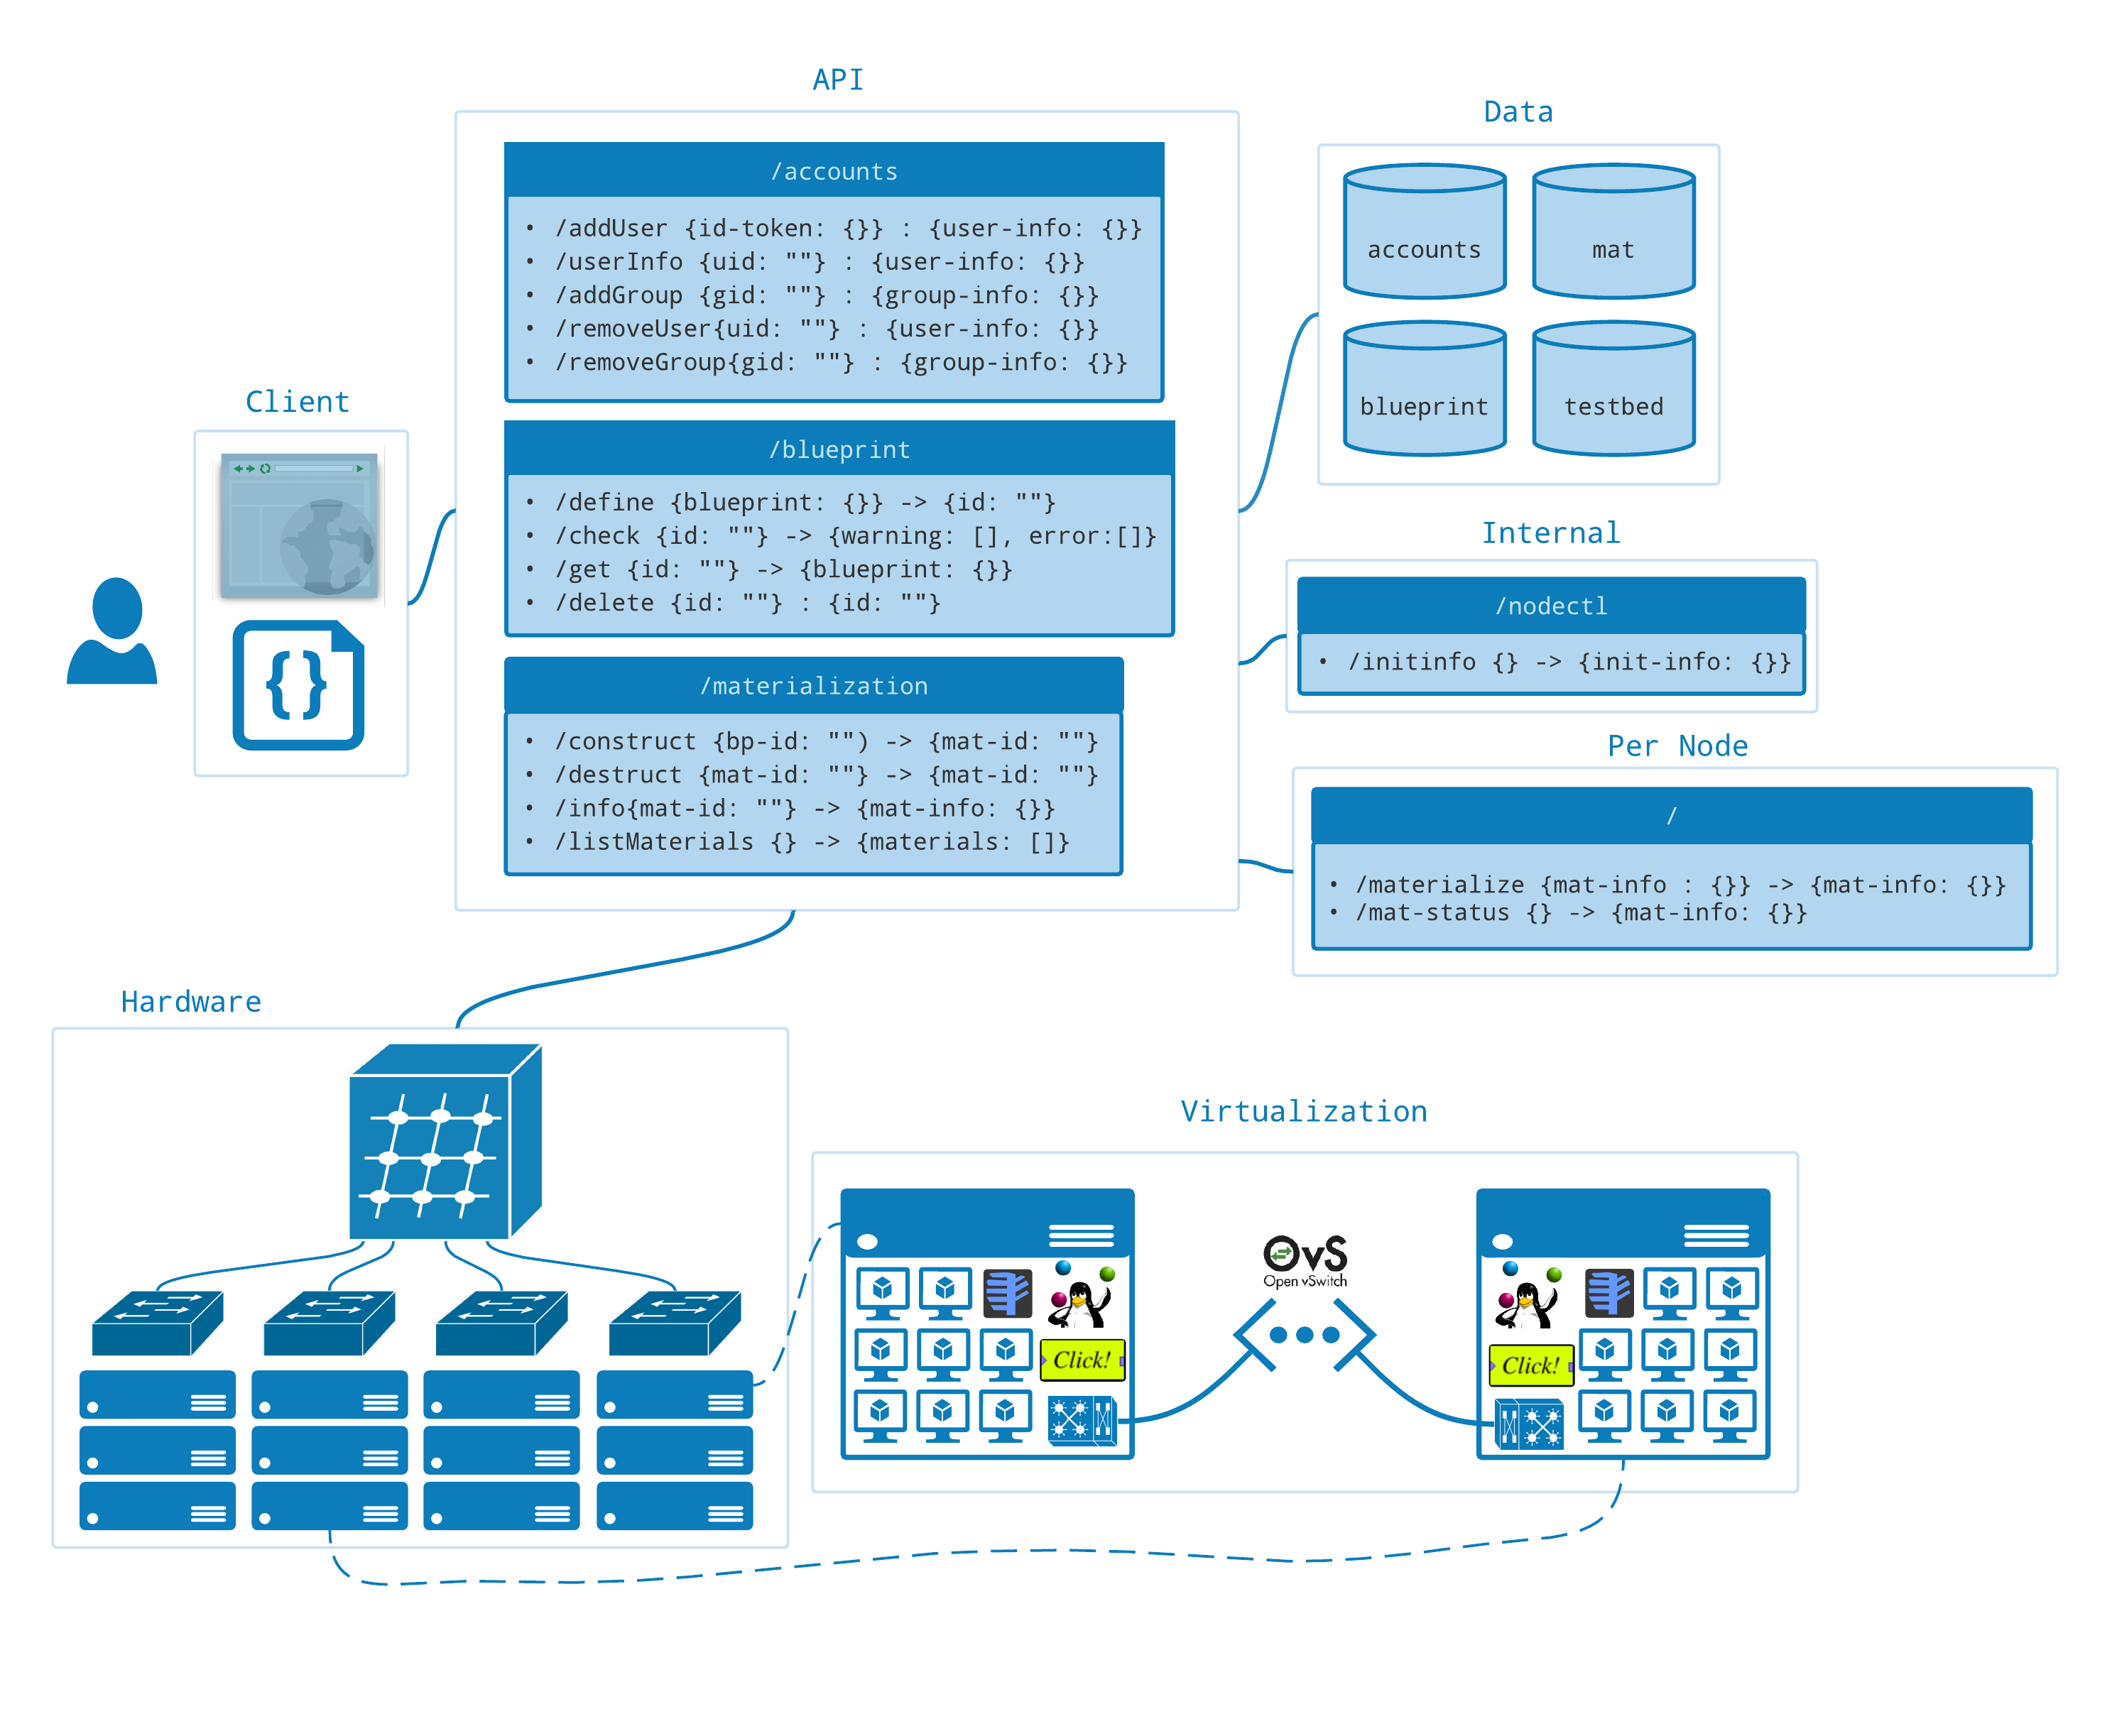 API
/accounts
• /addUser {id-token: {}} : {user-info: {}}
• /userInfo {uid: ""} : {user-info: {}}
• /addGroup {gid: ""} : {group-info: {}}
• /removeUser{uid: ""} : {user-info: {}}
• /removeGroup{gid: ""} : {group-info: {}}
/blueprint
• /define {blueprint: {}} -> {id: ""}
• /check {id: ""} -> {warning: [], error:[]}
• /get {id: ""} -> {blueprint: {}}
• /delete {id: ""} : {id: ""}
/materialization
• /construct {bp-id: "") -> {mat-id: ""}
• /destruct {mat-id: ""} -> {mat-id: ""}
• /info{mat-id: ""} -> {mat-info: {}}
• /listMaterials {} -> {materials: []}
Client
{}
Data
accounts
mat
blueprint
testbed
Internal
/nodectl
• /initinfo {} -> {init-info: {}}
Per Node
/
• /materialize {mat-info : {}} -> {mat-info: {}}
• /mat-status {} -> {mat-info: {}}
Hardware
Virtualization
OvS
Open vSwitch
Click!
Click!